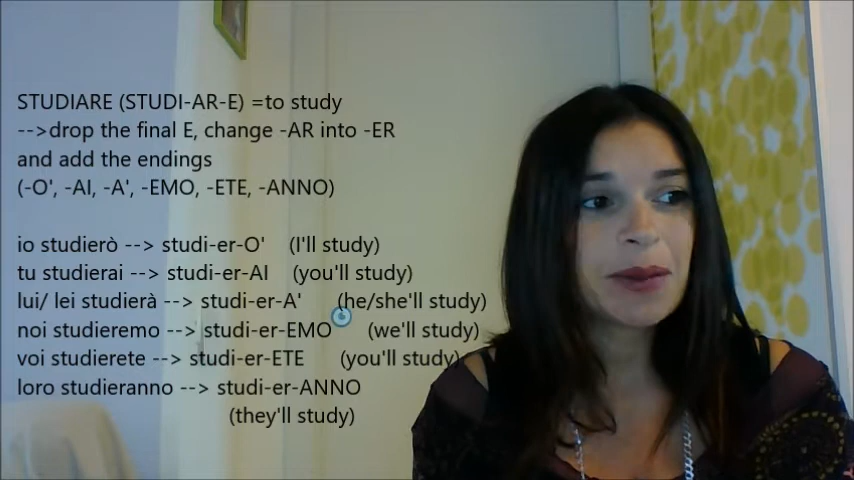 STUDIARE (STUDI-AR-E) =to study
-->drop the final E, change -AR into -ER
and add the endings
(-O', -AI, -A', -EMO, -ETE, -ANNO)
io studierò --> studi-er-O' (I'll study)
tu studierai --> studi-er-AI (you'll study)
lui/ lei studierà --> studi-er-A' (he/she'll study)
noi studieremo --> studi-er-EMO (we'll study)
voi studierete --> studi-er-ETE (you'll study)
loro studieranno --> studi-er-ANNO
(they'll study)